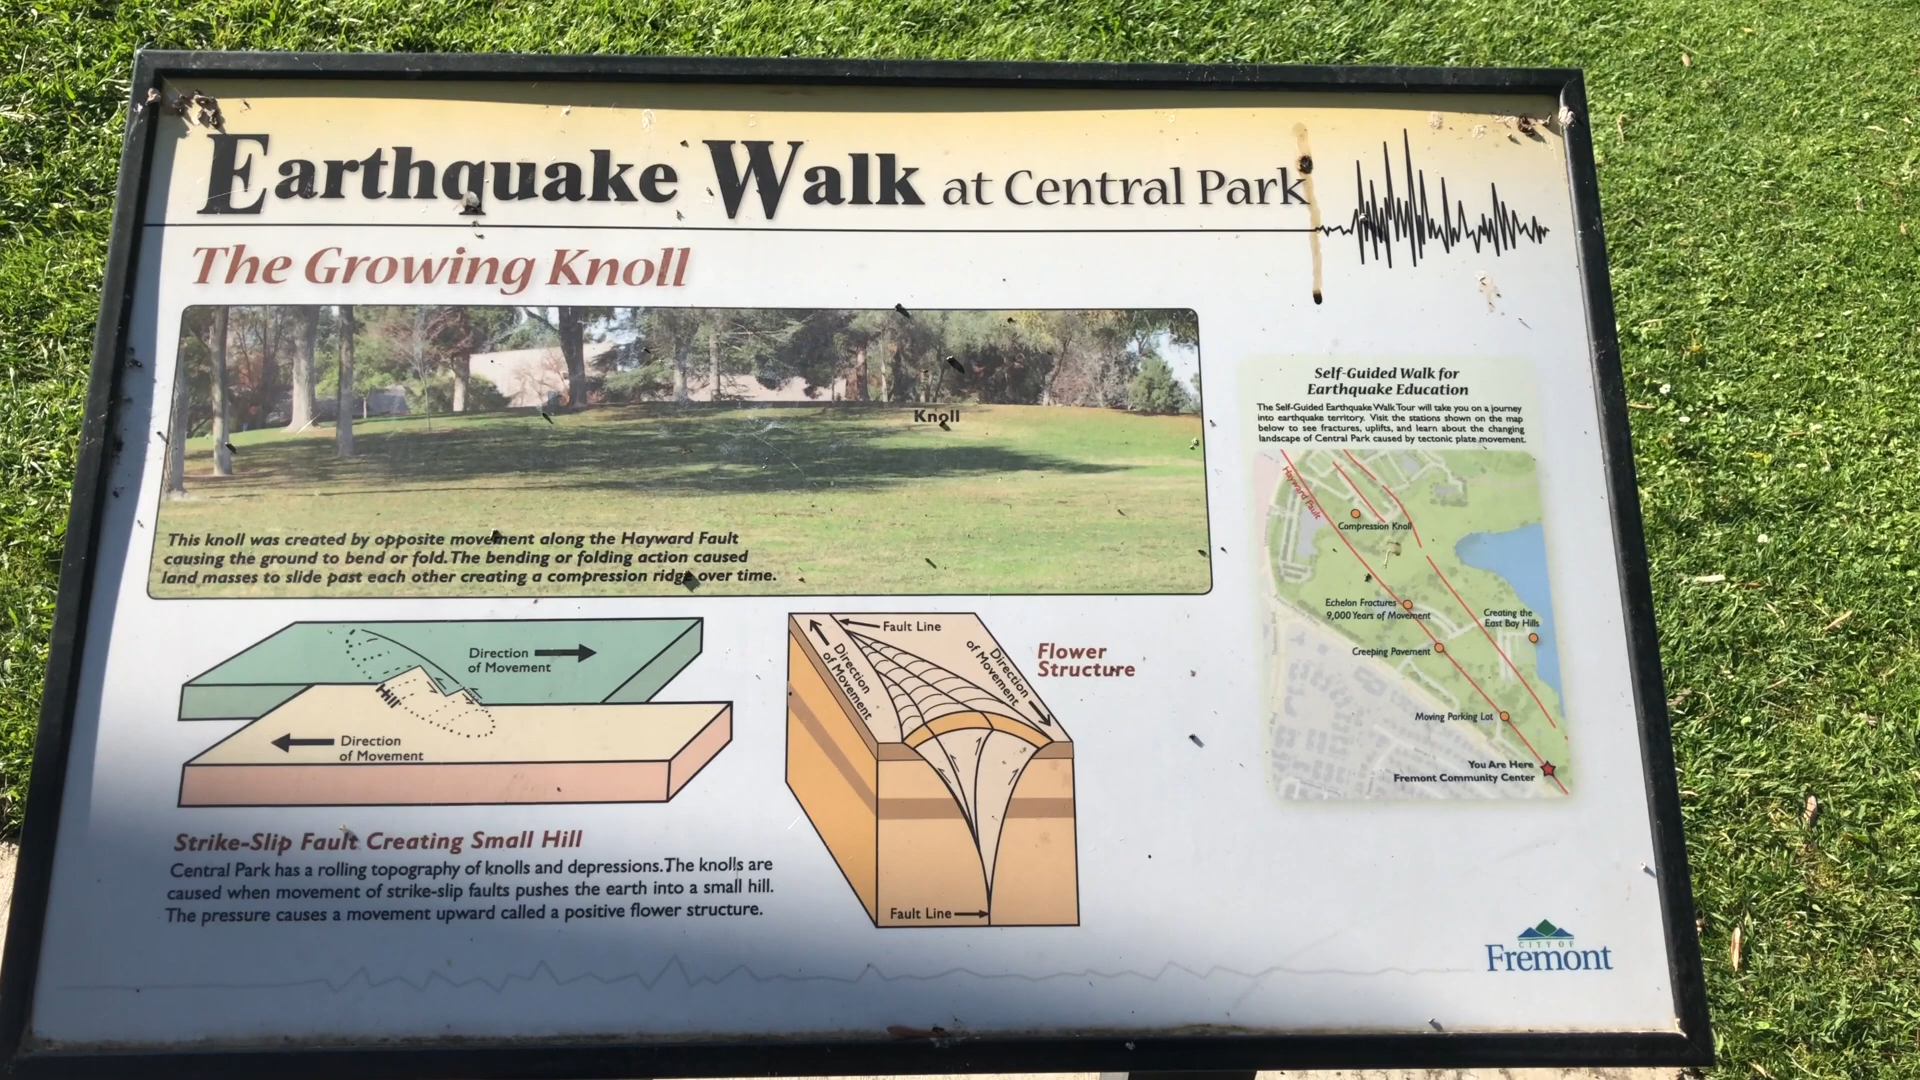 Earthquake Walk at Central Park
The Growing Knoll
Knoll
This knoll was created by opposite movement along the Hayward Fault
causing the ground to bend or fold. The bending or folding action caused
land masses to slide past each other creating a compression ridge over time.
Direction
of Movement
Hill
Direction
of Movement
Strike-Slip Fault Creating Small Hill
Central Park has a rolling topography of knolls and depressions. The knolls are
caused when movement of strike-slip faults pushes the earth into a small hill.
The pressure causes a movement upward called a positive flower structure.
Fault Line
Direction
of Movement
Direction
of Movement
Fault Line
Flower
Structure
Self-Guided Walk for
Earthquake Education
The Self-Guided Earthquake Walk Tour will take you on a journey
into earthquake territory. Visit the stations shown on the map
below to see fractures, uplifts, and learn about the changing
landscape of Central Park caused by tectonic plate movement.
Hayward Fault
Compression Knoll
Echelon Fractures
9,000 Years of Movement
Creating the
East Bay Hills
Creeping Pavement
Moving Parking Lot
You Are Here
Fremont Community Center
CITY OF
Fremont